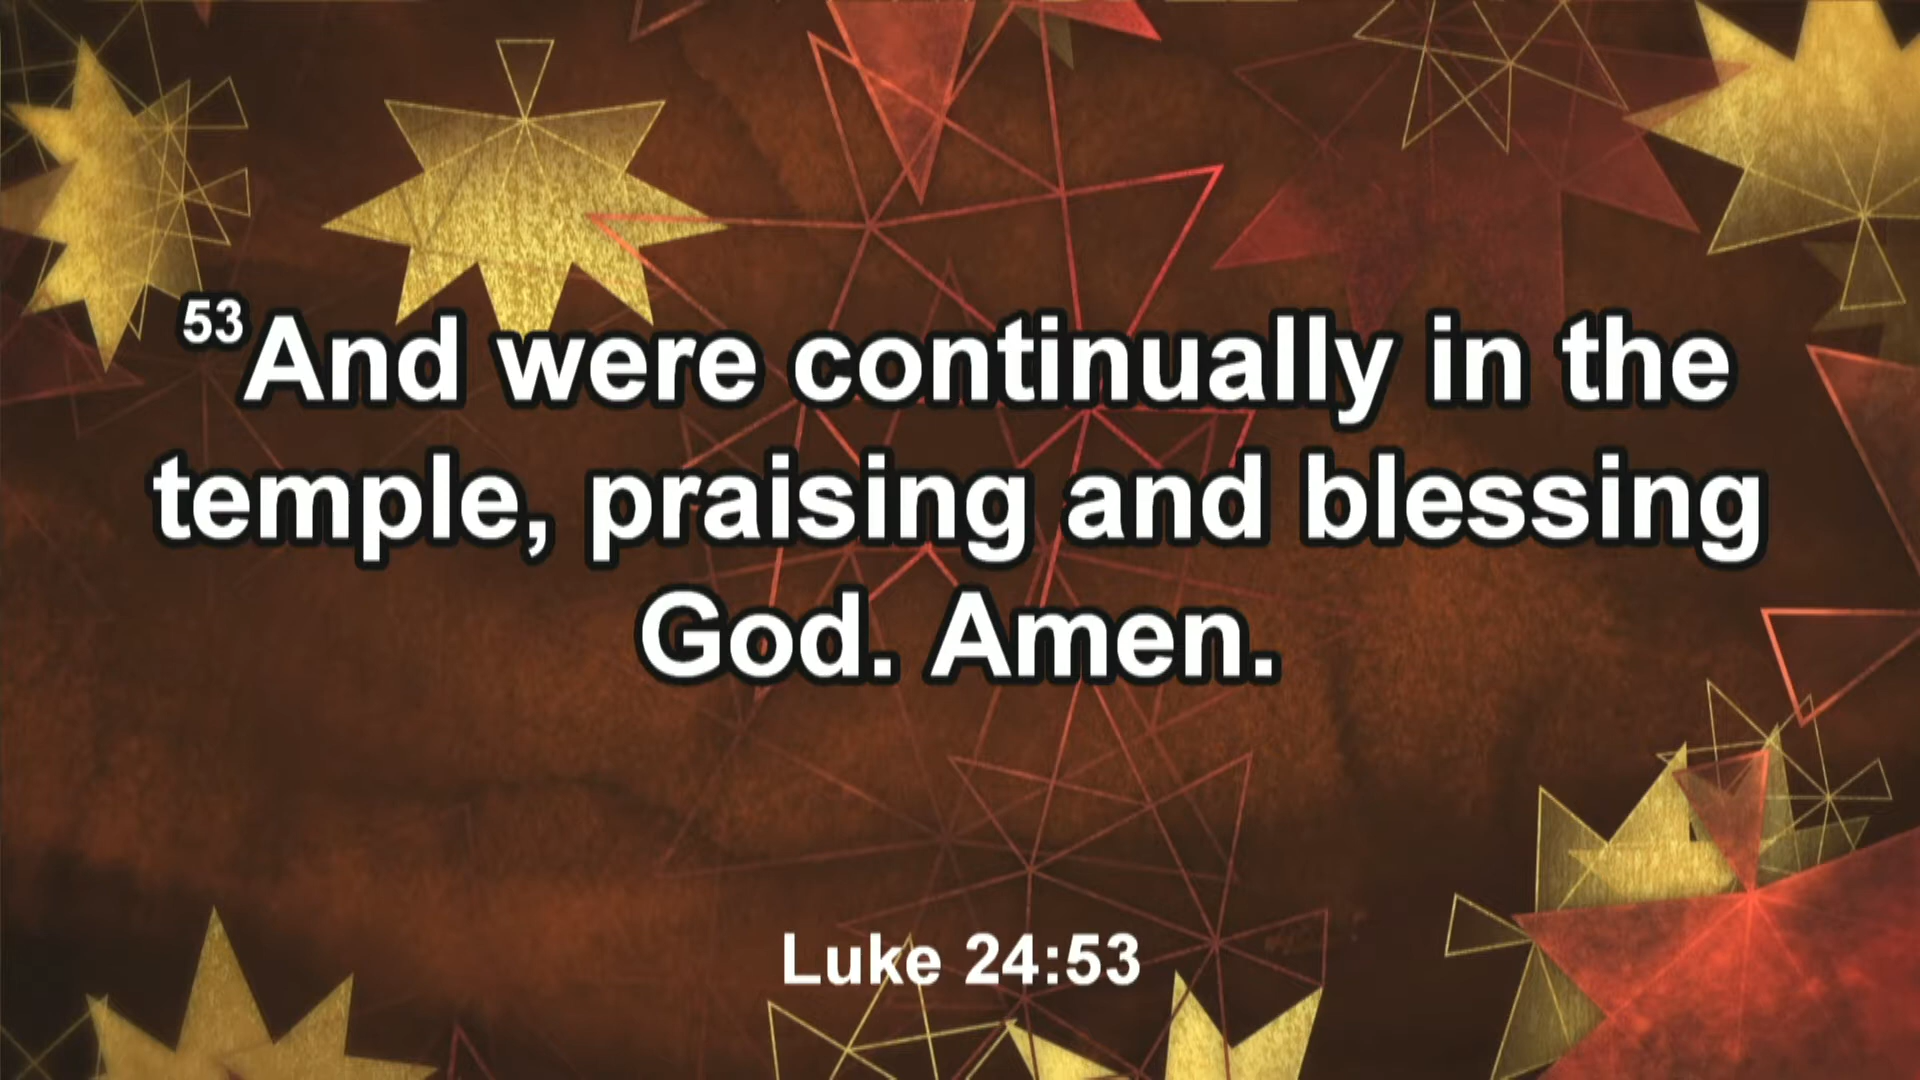 53And were continually in the
temple, praising and blessing
God. Amen.
Luke 24:53